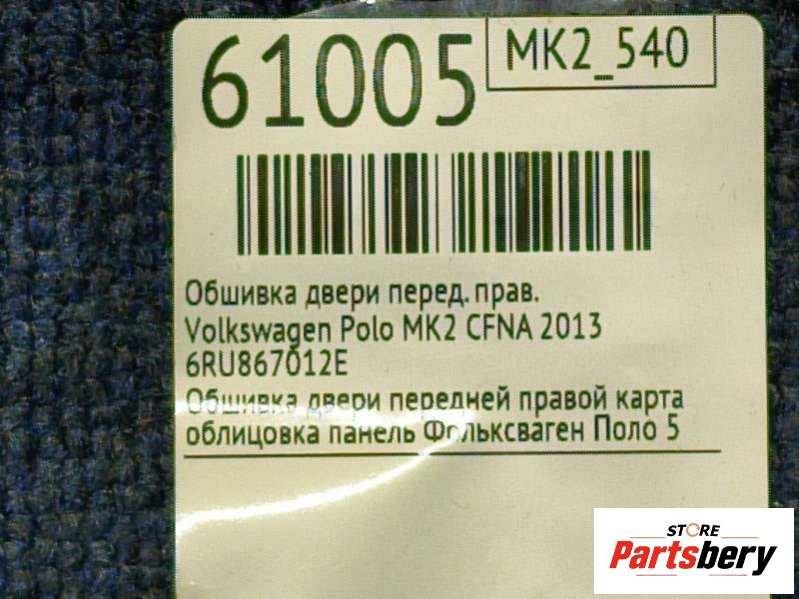 61005
MK2_540
Обшивка двери перед. прав.
Volkswagen Polo MK2 CFNA 2013
6RU867012E
Обшивка двери передней правой карта
облицовка панель Фольксваген Поло 5
STORE
Partsbery